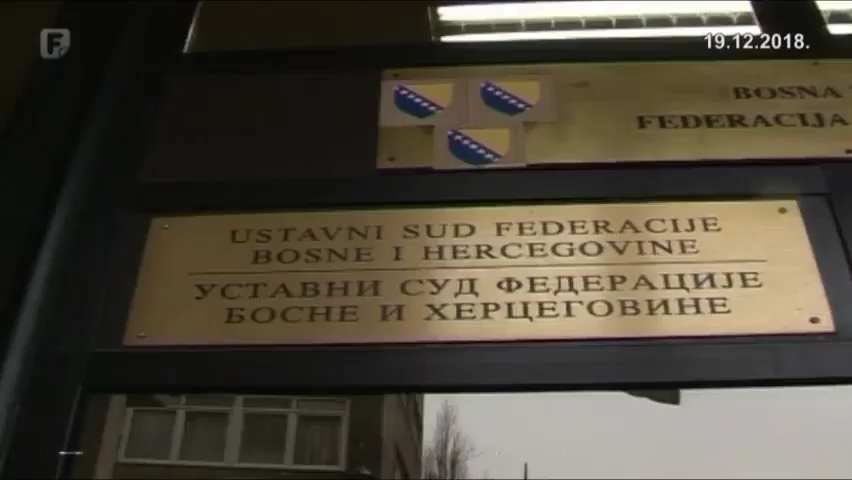 F
19.12.2018.
BOSNA
FEDERACIJA
USTAVNI SUD FEDERACIJE
BOSNE I HERCEGOVINE
УСТАВНИ СУД ФЕДЕРАЦИЈЕ
БОСНЕ И ХЕРЦЕГОВИНЕ